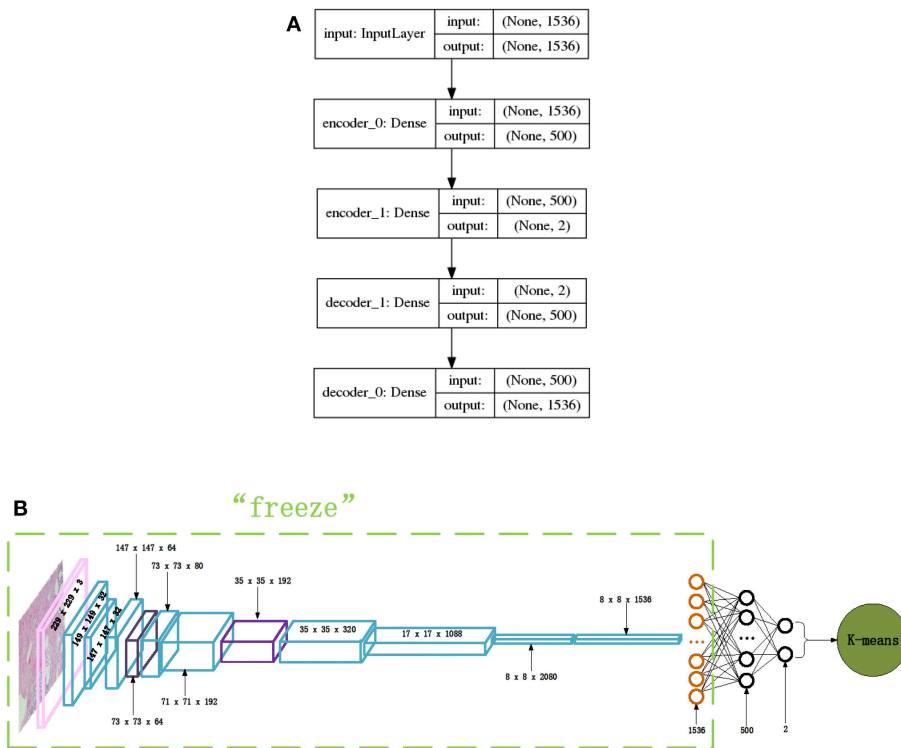 A
input: InputLayer
input: (None, 1536)
output: (None, 1536)
encoder_0: Dense
input: (None, 1536)
output: (None, 500)
encoder_1: Dense
input: (None, 500)
output: (None, 2)
decoder_1: Dense
input: (None, 2)
output: (None, 500)
decoder_0: Dense
input: (None, 500)
output: (None, 1536)
B
“freeze”
229 x 229 x 3
149 x 149 x 32
147 x 147 x 32
147 x 147 x 64
73 x 73 x 64
73 x 73 x 80
71 x 71 x 192
35 x 35 x 192
35 x 35 x 320
17 x 17 x 1088
8 x 8 x 2080
8 x 8 x 1536
1536
500
2
K-means